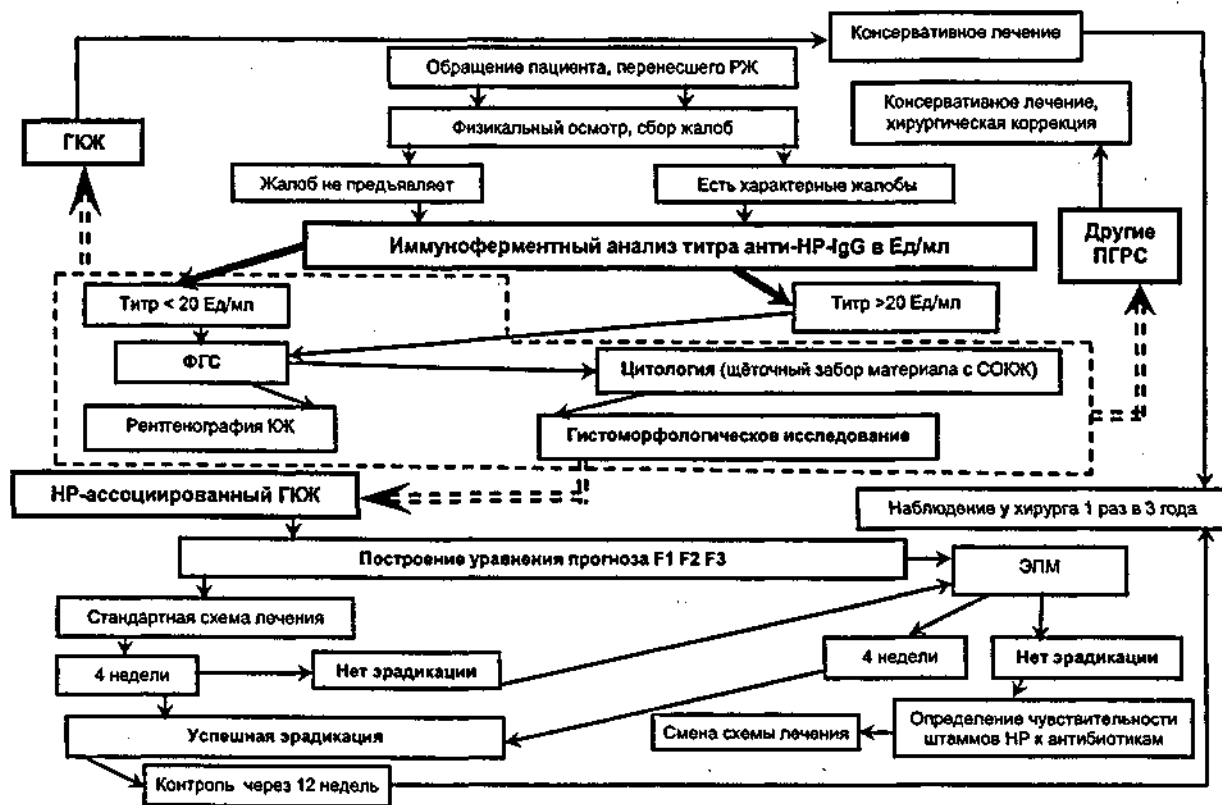 Консервативное лечение
Обращение пациента, перенесшего РЖ
Консервативное лечение,
хирургическая коррекция
ГКЖ
Физикальный осмотр, сбор жалоб
Жалоб не предъявляет
Есть характерные жалобы
Иммуноферментный анализ титра анти-HP-IgG в Ед/мл
Другие
ПГРС
Титр < 20 Ед/мл
Титр >20 Ед/мл
ФГС
Цитология (щёточный забор материала с СОКЖ)
Рентгенография КЖ
Гистоморфологическое исследование
HP-ассоциированный ГКЖ
Наблюдение у хирурга 1 раз в 3 года
Построение уравнения прогноза F1 F2 F3
ЭПМ
Стандартная схема лечения
4 недели
Нет эрадикации
4 недели
Нет эрадикации
Успешная эрадикация
Смена схемы лечения
Определение чувствительности
штаммов HP к антибиотикам
Контроль через 12 недель